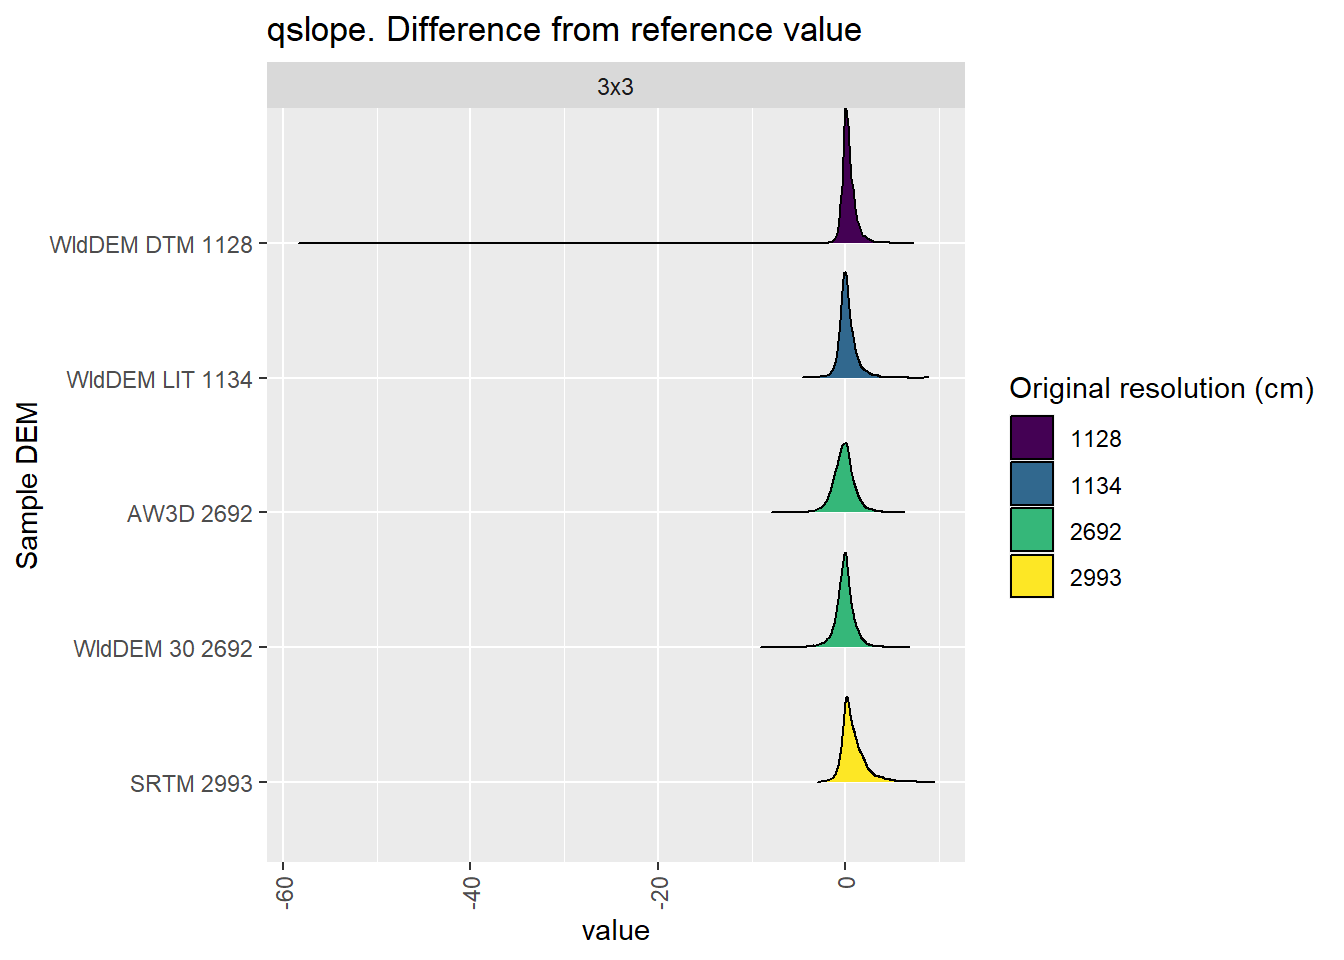 qslope. Difference from reference value
3x3
WldDEM DTM 1128
WldDEM LIT 1134
AW3D 2692
WldDEM 30 2692
SRTM 2993
Sample DEM
-60
-40
-20
0
value
Original resolution (cm)
1128
1134
2692
2993